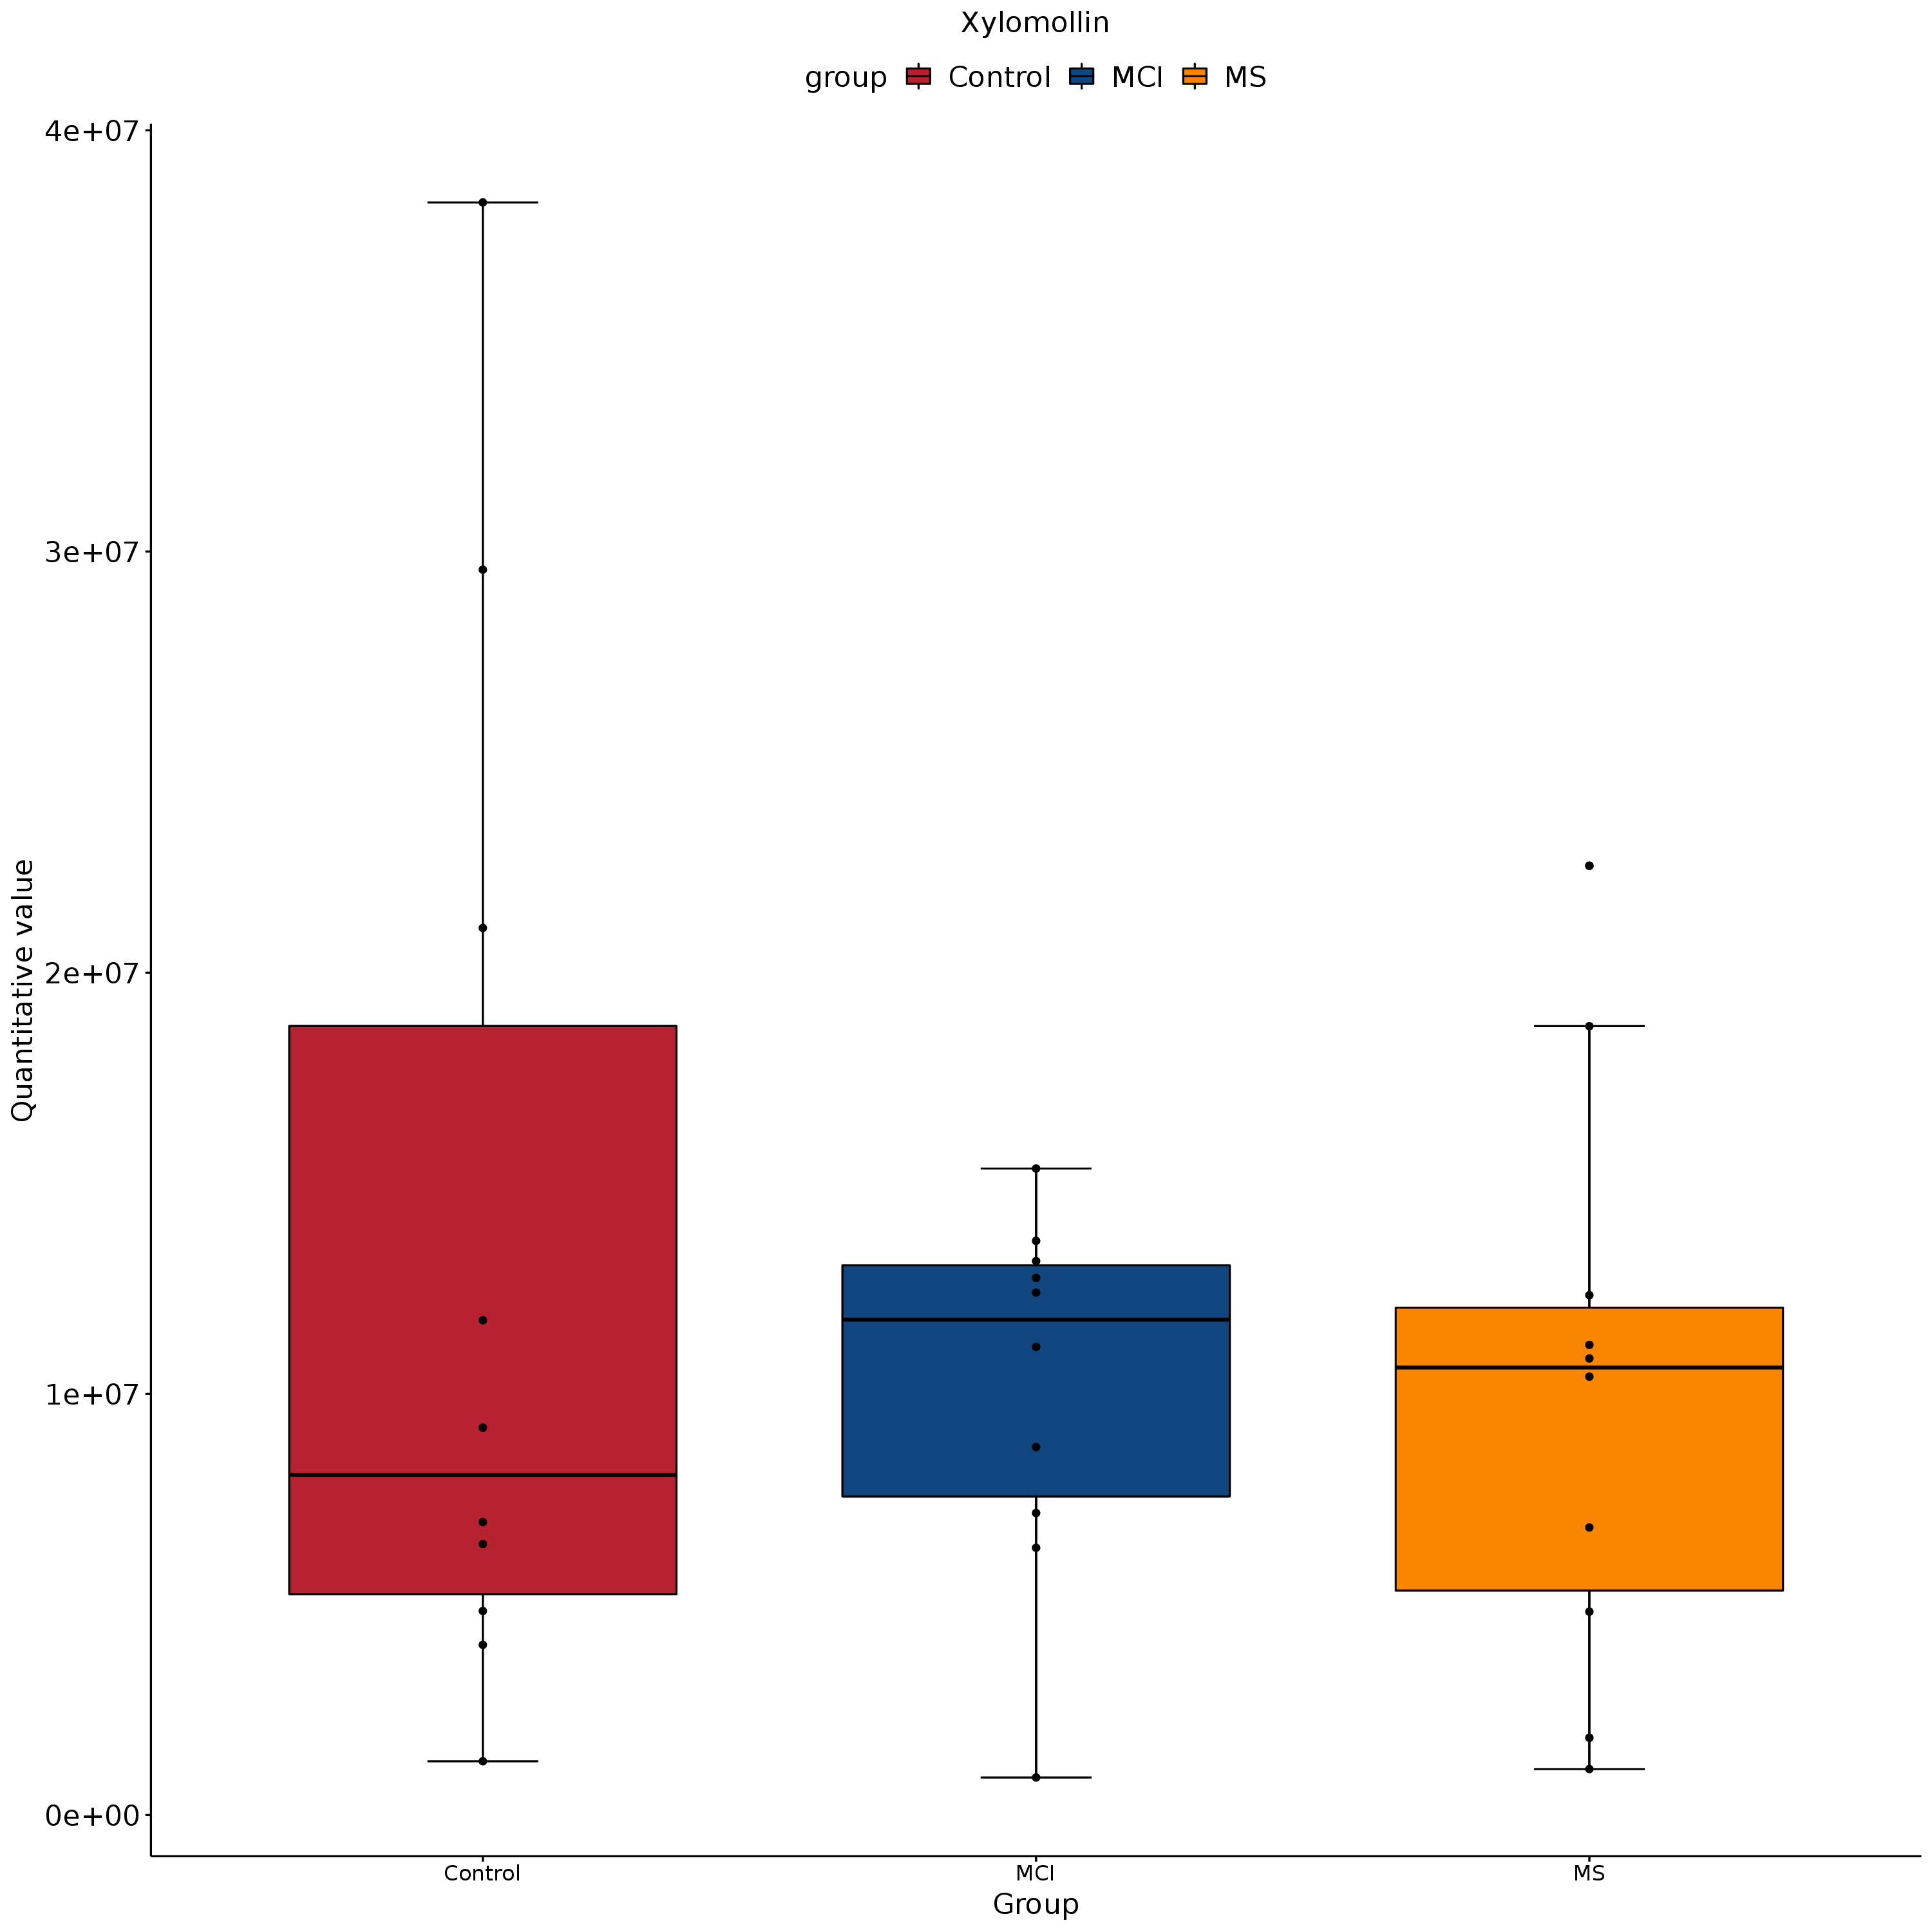 Xylomollin
group Control MCI MS
4e+07
3e+07
2e+07
1e+07
0e+00
Quantitative value
Control MCI MS
Group